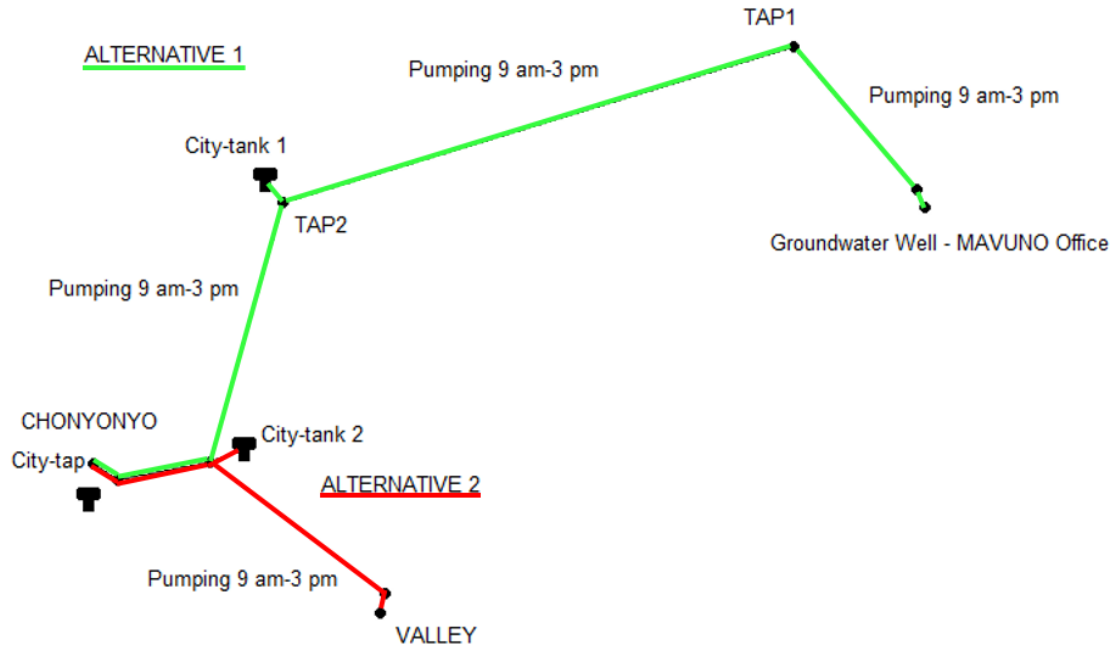 TAP1
ALTERNATIVE 1
Pumping 9 am-3 pm
Pumping 9 am-3 pm
City-tank 1
TAP2
Groundwater Well - MAVUNO Office
Pumping 9 am-3 pm
CHONYONYO
City-tank 2
City-tap
ALTERNATIVE 2
Pumping 9 am-3 pm
VALLEY